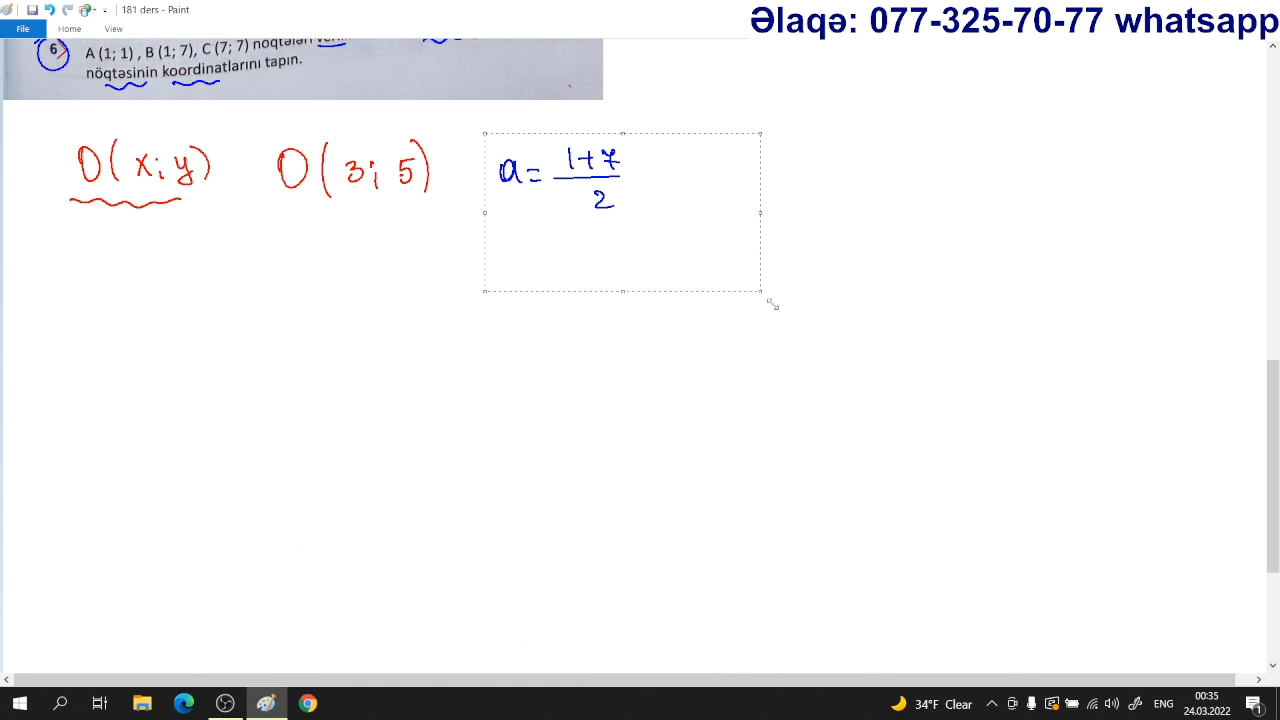 181 ders - Paint
Əlaqə: 077-325-70-77 whatsapp
File Home View
6 A (1; 1) , B (1; 7), C (7; 7) nöqtələri
nöqtəsinin koordinatlarını tapın.
O(x;y) O(3; 5) a= 1+7
2
34°F Clear ENG 00:35
24.03.2022
1